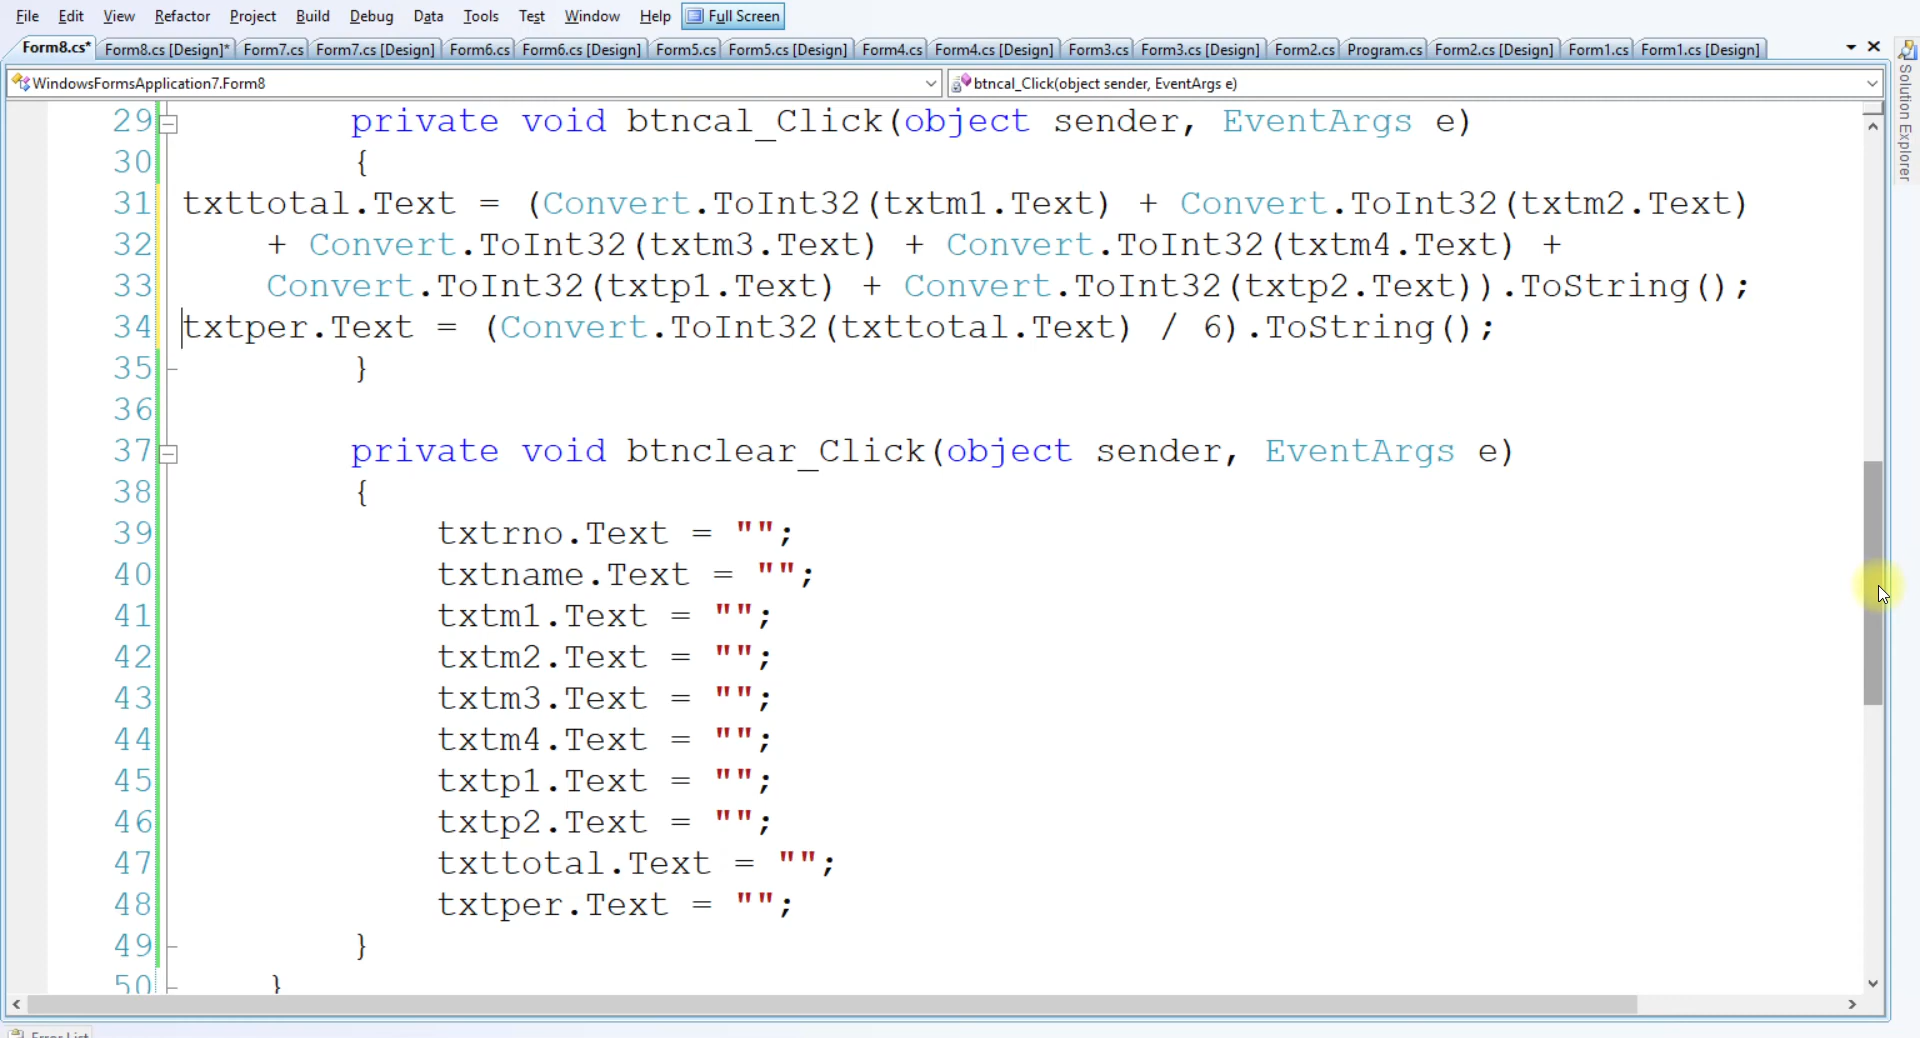 File Edit View Refactor Project Build Debug Data Tools Test Window Help Full Screen
Form8.cs* Form8.cs [Design]* Form7.cs Form7.cs [Design] Form6.cs Form6.cs [Design] Form5.cs Form5.cs [Design] Form4.cs Form4.cs [Design] Form3.cs Form3.cs [Design] Form2.cs Program.cs Form2.cs [Design] Form1.cs Form1.cs [Design]
WindowsFormsApplication7.Form8 btncal_Click(object sender, EventArgs e)
Solution Explorer
29 private void btncal_Click(object sender, EventArgs e)
30 {
31 txttotal.Text = (Convert.ToInt32(txtm1.Text) + Convert.ToInt32(txtm2.Text)
32 + Convert.ToInt32(txtm3.Text) + Convert.ToInt32(txtm4.Text) +
33 Convert.ToInt32(txtp1.Text) + Convert.ToInt32(txtp2.Text)).ToString();
34 txtper.Text = (Convert.ToInt32(txttotal.Text) / 6).ToString();
35 }
36
37 private void btnclear_Click(object sender, EventArgs e)
38 {
39 txtrno.Text = "";
40 txtname.Text = "";
41 txtm1.Text = "";
42 txtm2.Text = "";
43 txtm3.Text = "";
44 txtm4.Text = "";
45 txtp1.Text = "";
46 txtp2.Text = "";
47 txttotal.Text = "";
48 txtper.Text = "";
49 }
50 }
Error List